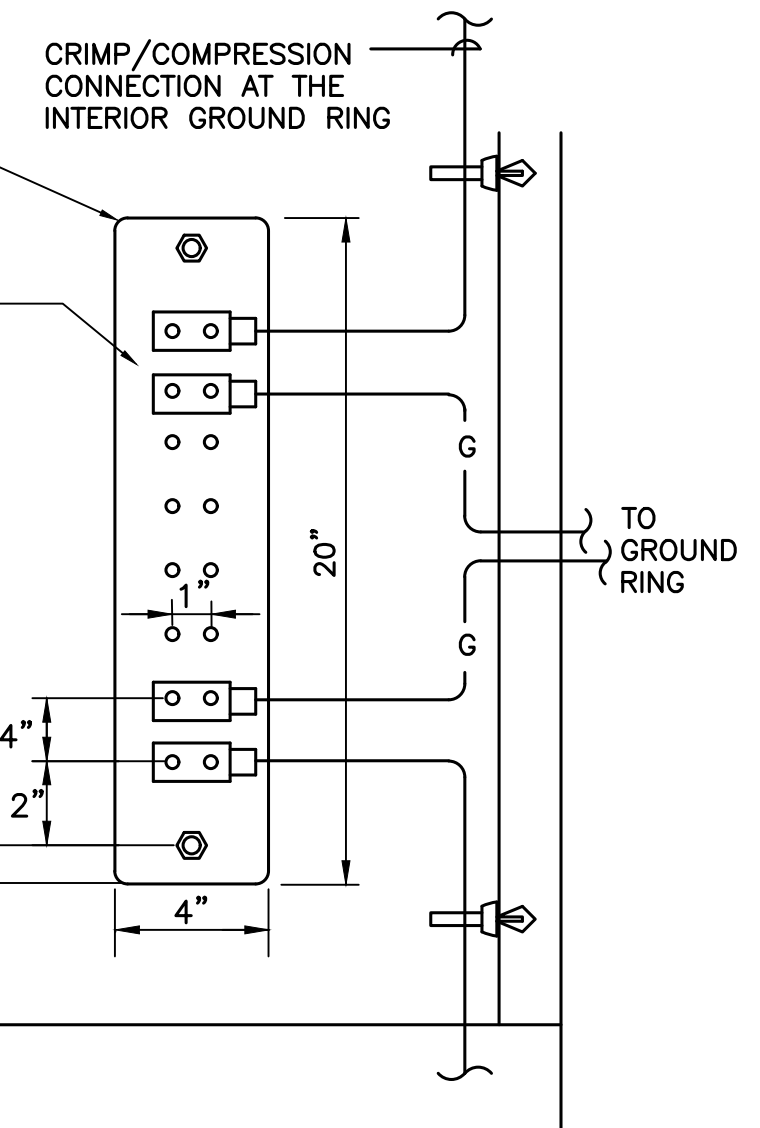 CRIMP/COMPRESSION
CONNECTION AT THE
INTERIOR GROUND RING
G
TO
GROUND
RING
20”
1”
G
4”
2”
4”